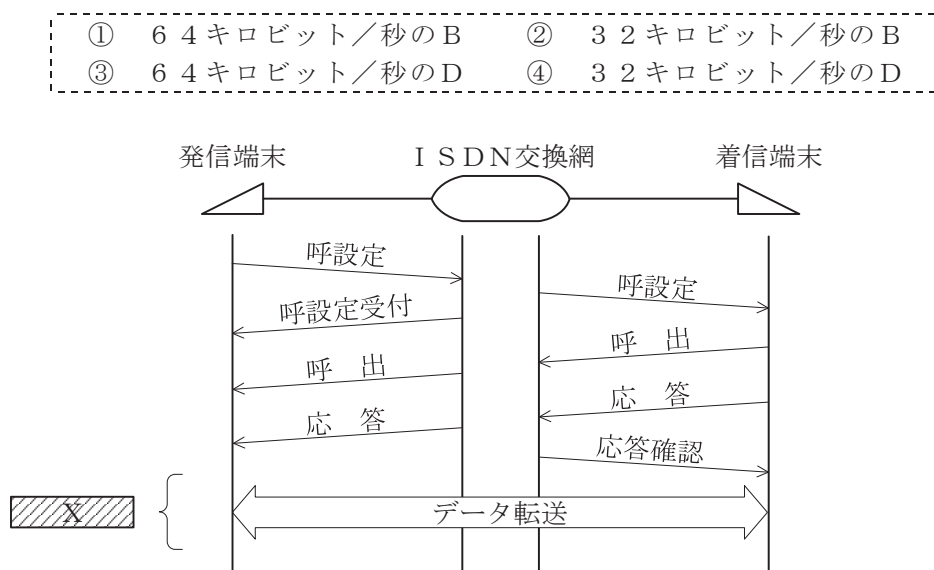 ① ６４キロビット／秒のＢ ② ３２キロビット／秒のＢ
③ ６４キロビット／秒のＤ ④ ３２キロビット／秒のＤ
発信端末 ＩＳＤＮ交換網 着信端末
呼設定
呼設定
呼設定受付
呼 出
呼 出
応 答
応 答
応答確認
X
データ転送